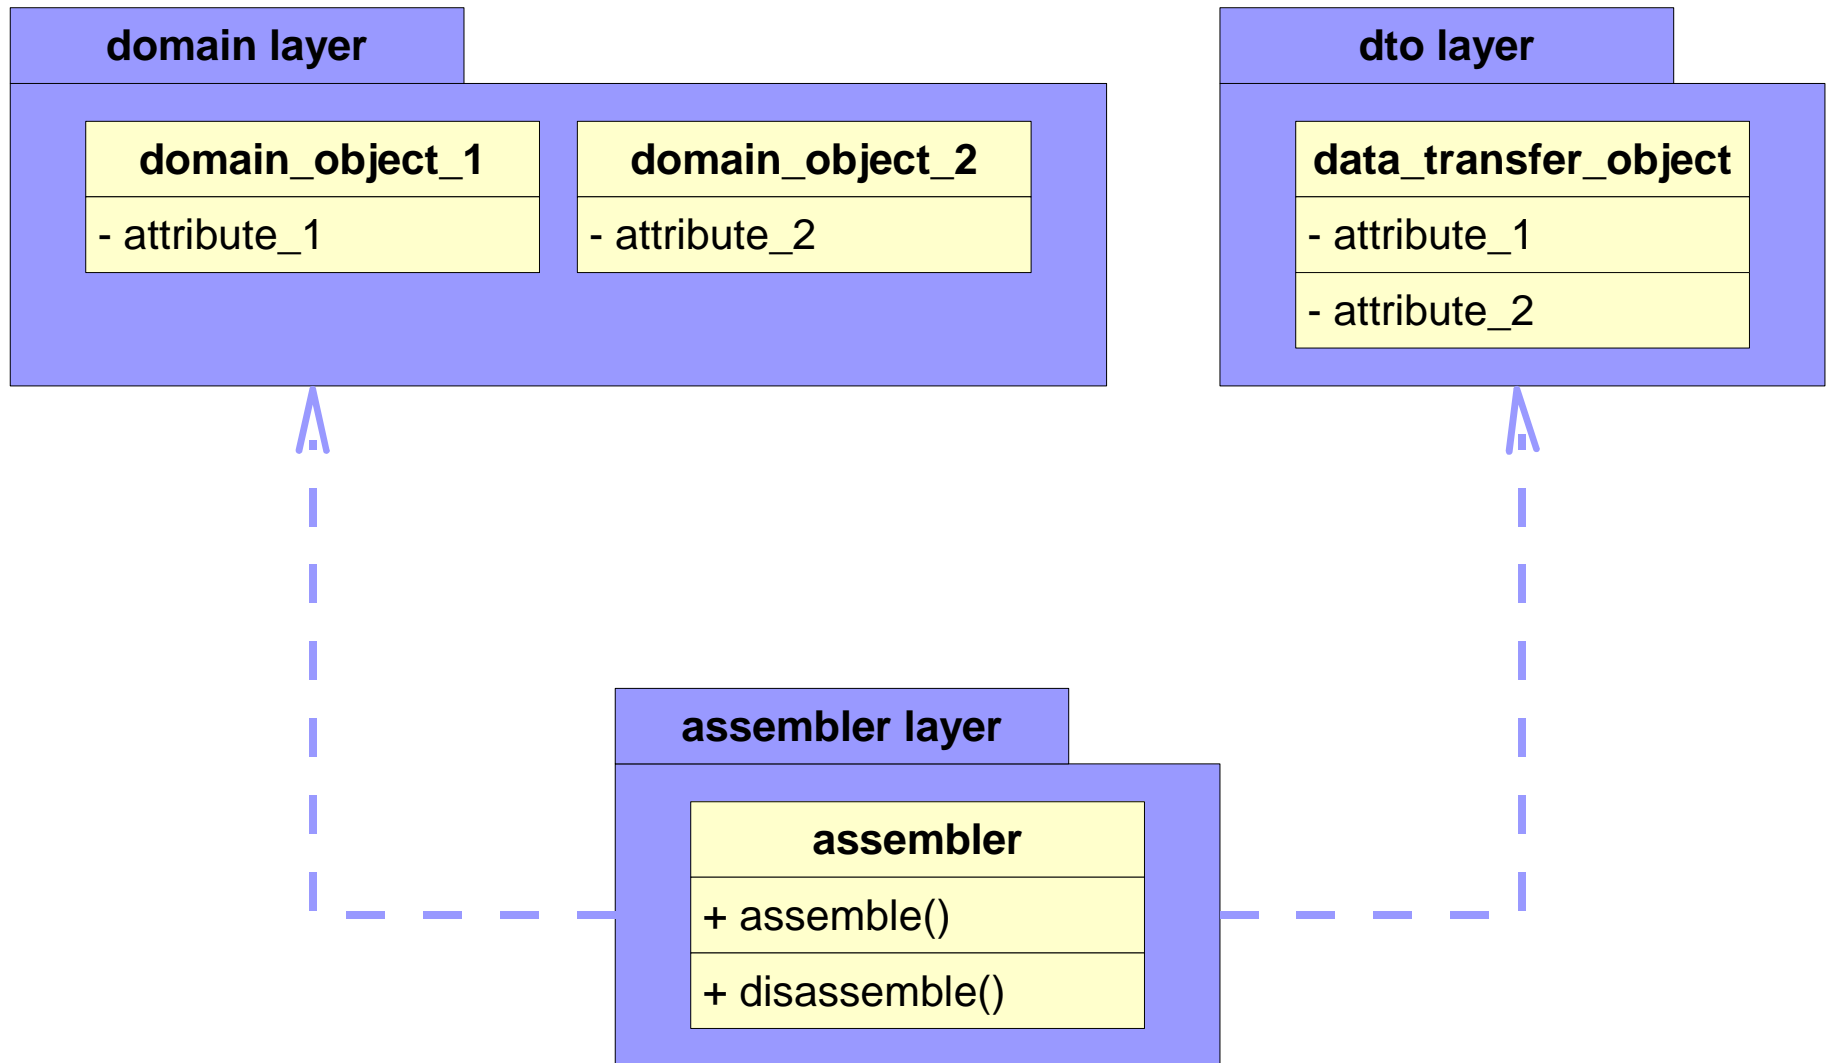 domain layer
domain_object_1
- attribute_1
domain_object_2
- attribute_2
dto layer
data_transfer_object
- attribute_1
- attribute_2
assembler layer
assembler
+ assemble()
+ disassemble()